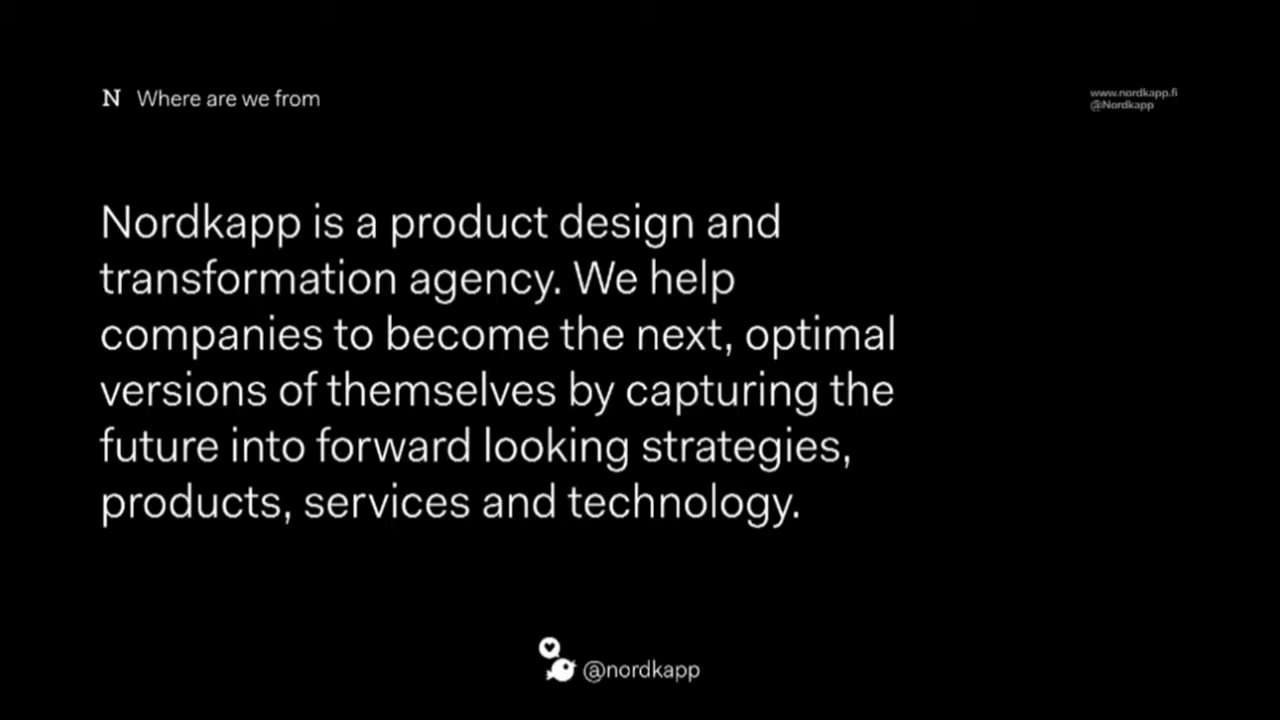 N Where are we from
www.nordkapp.fi
@Nordkapp
Nordkapp is a product design and
transformation agency. We help
companies to become the next, optimal
versions of themselves by capturing the
future into forward looking strategies,
products, services and technology.
@nordkapp